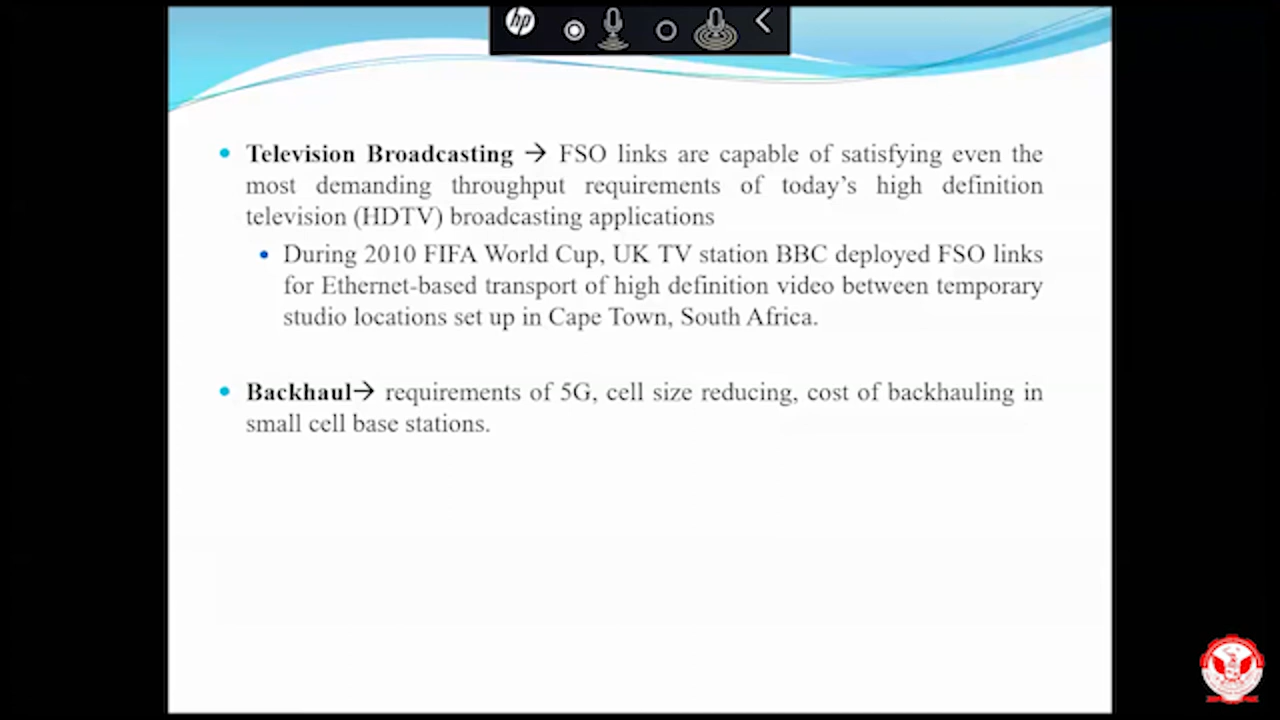 hp
Television Broadcasting → FSO links are capable of satisfying even the
most demanding throughput requirements of today's high definition
television (HDTV) broadcasting applications
During 2010 FIFA World Cup, UK TV station BBC deployed FSO links
for Ethernet-based transport of high definition video between temporary
studio locations set up in Cape Town, South Africa.
Backhaul→ requirements of 5G, cell size reducing, cost of backhauling in
small cell base stations.